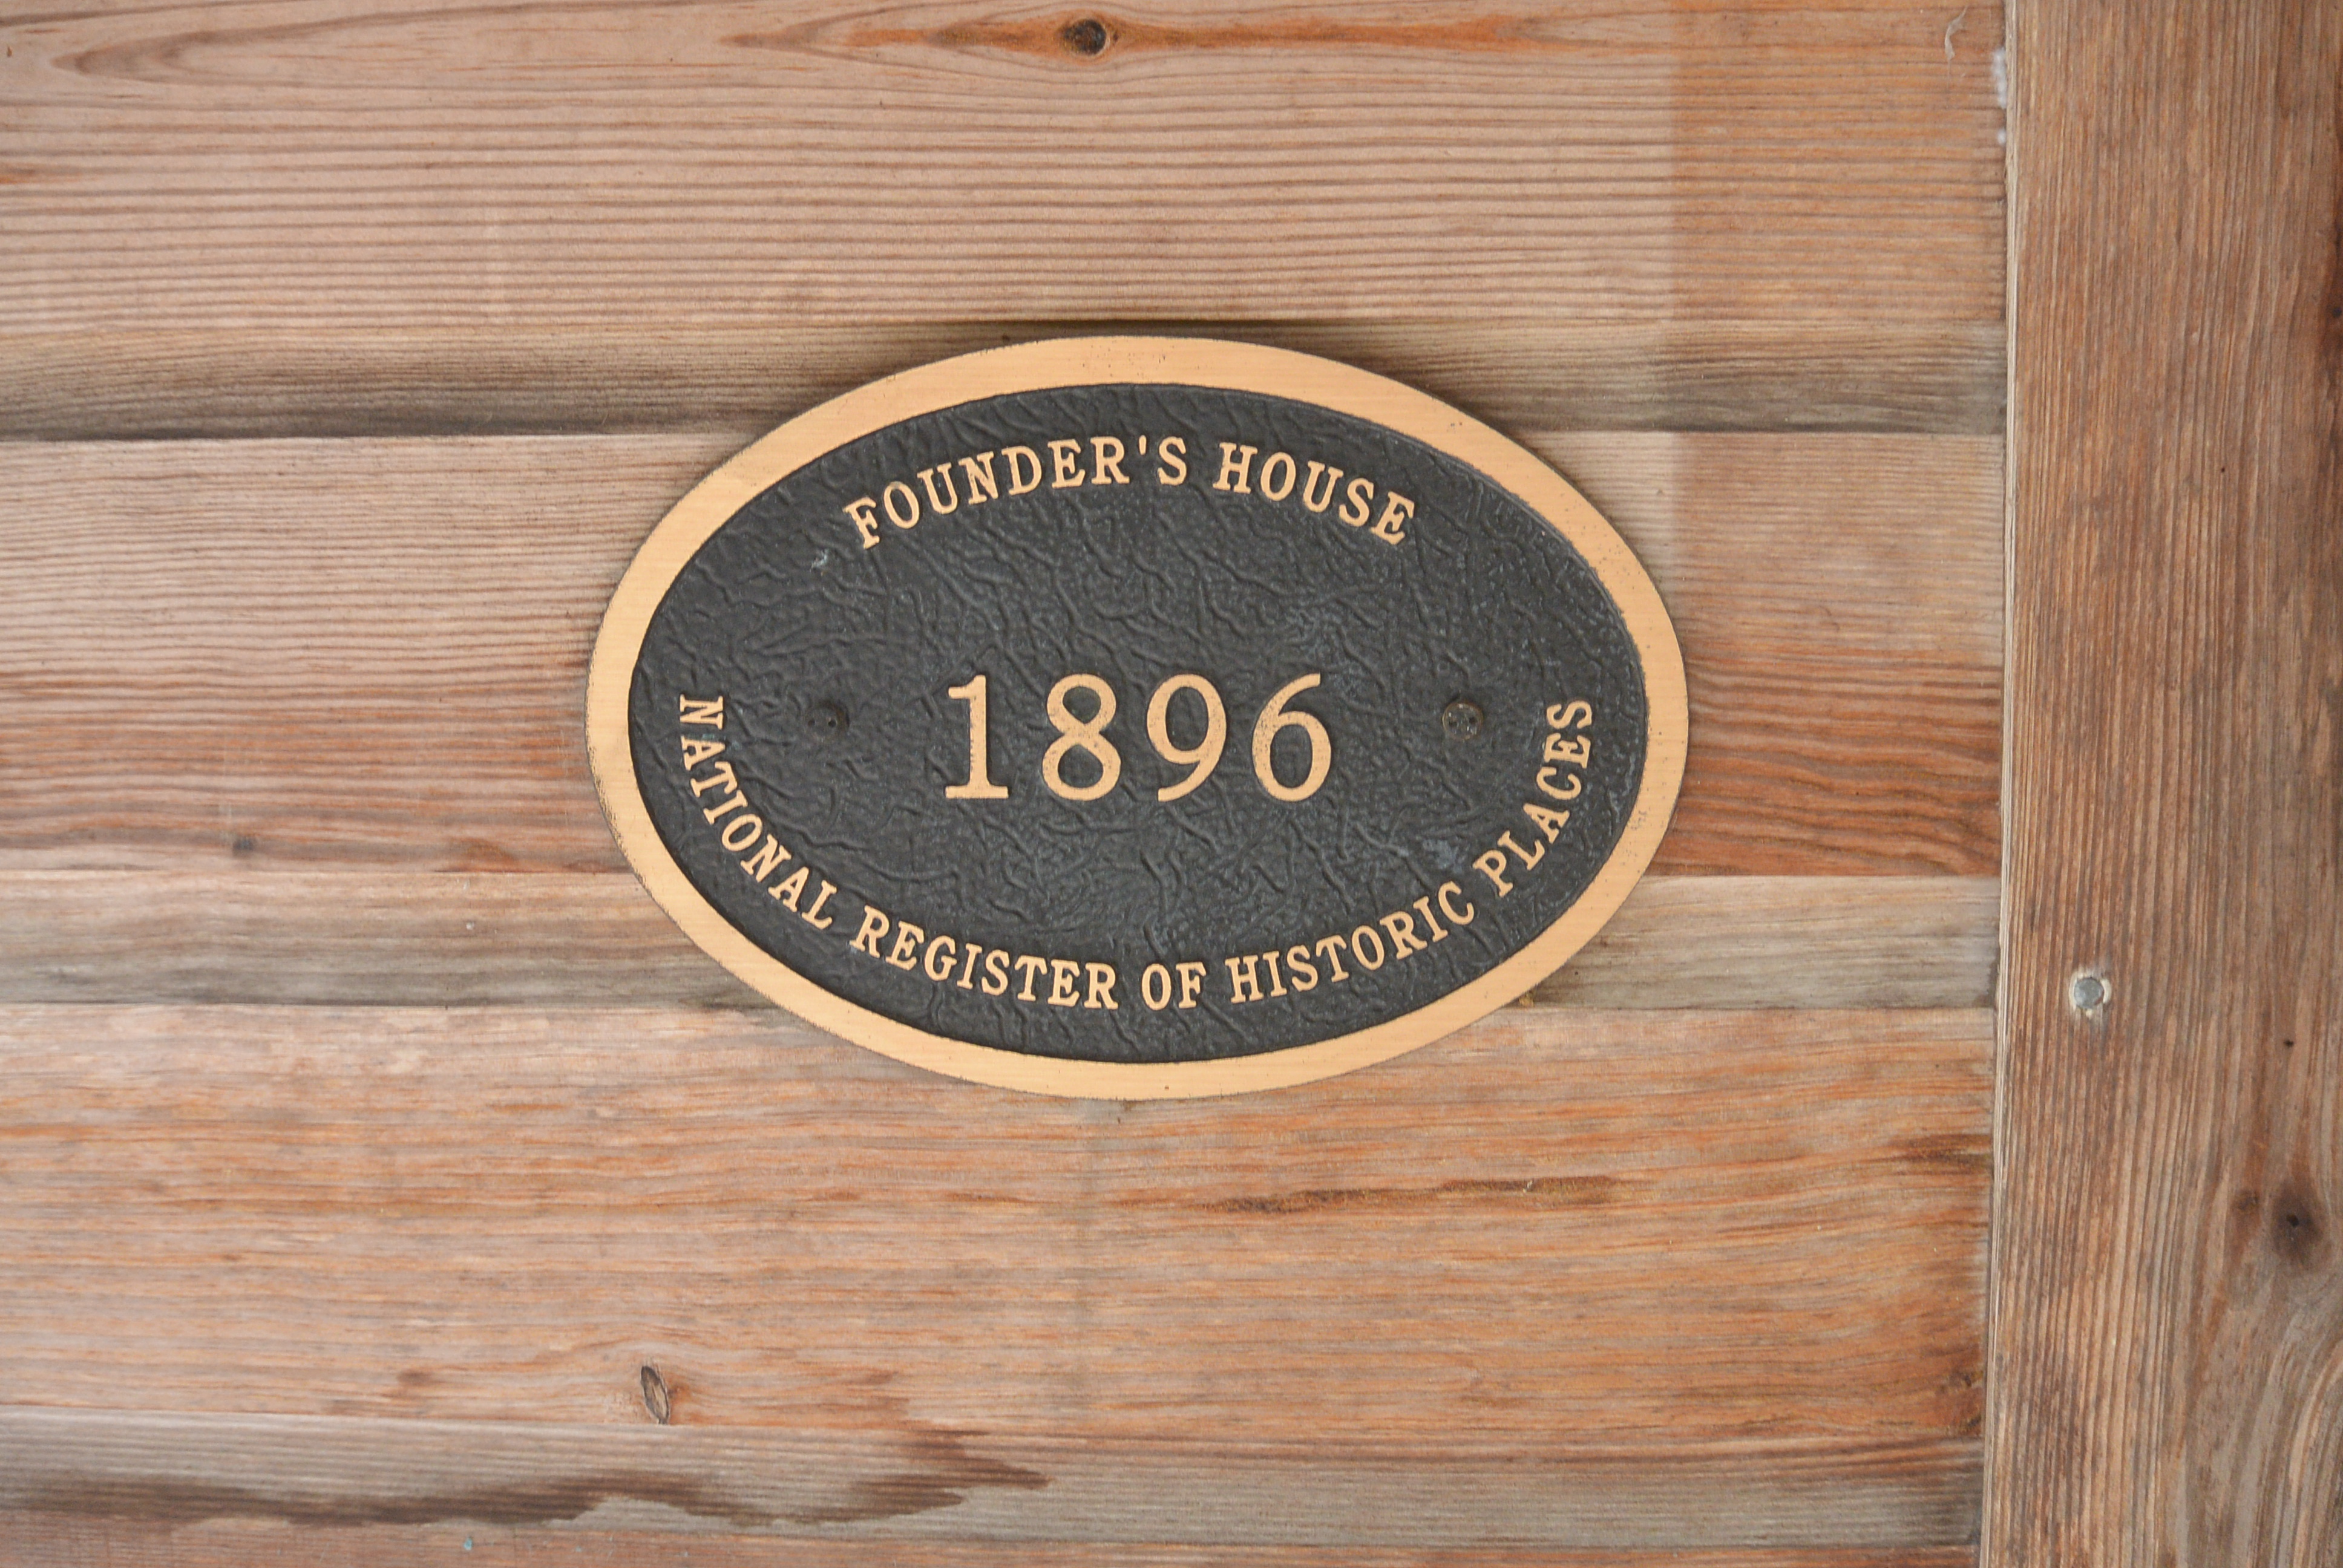 FOUNDER'S HOUSE
1896
NATIONAL REGISTER OF HISTORIC PLACES